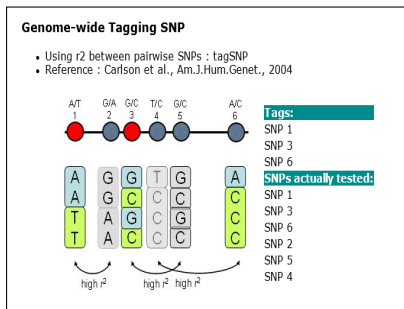 Genome-wide Tagging SNP
• Using r2 between pairwise SNPs : tagSNP
• Reference : Carlson et al., Am.J.Hum.Genet., 2004
A/T G/A G/C T/C G/C A/C
1 2 3 4 5 6
A G G T G A
A G C C C C
T A G C G C
T A C C C C
high r2 high r2 high r2
Tags:
SNP 1
SNP 3
SNP 6
SNPs actually tested:
SNP 1
SNP 3
SNP 6
SNP 2
SNP 5
SNP 4